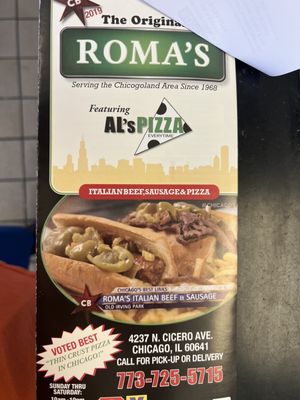 CB
2019
The Original
ROMA'S
Serving the Chicagoland Area Since 1968
Featuring
AL'sPIZZA
EVERYTIME
ITALIAN BEEF, SAUSAGE & PIZZA
CHICAGO'S BEST LINKS
ROMA'S ITALIAN BEEF & SAUSAGE
OLD IRVING PARK
CB
VOTED BEST
"THIN CRUST PIZZA
IN CHICAGO!"
4237 N. CICERO AVE.
CHICAGO, IL 60641
CALL FOR PICK-UP OR DELIVERY
773-725-5715
SUNDAY THRU
SATURDAY: